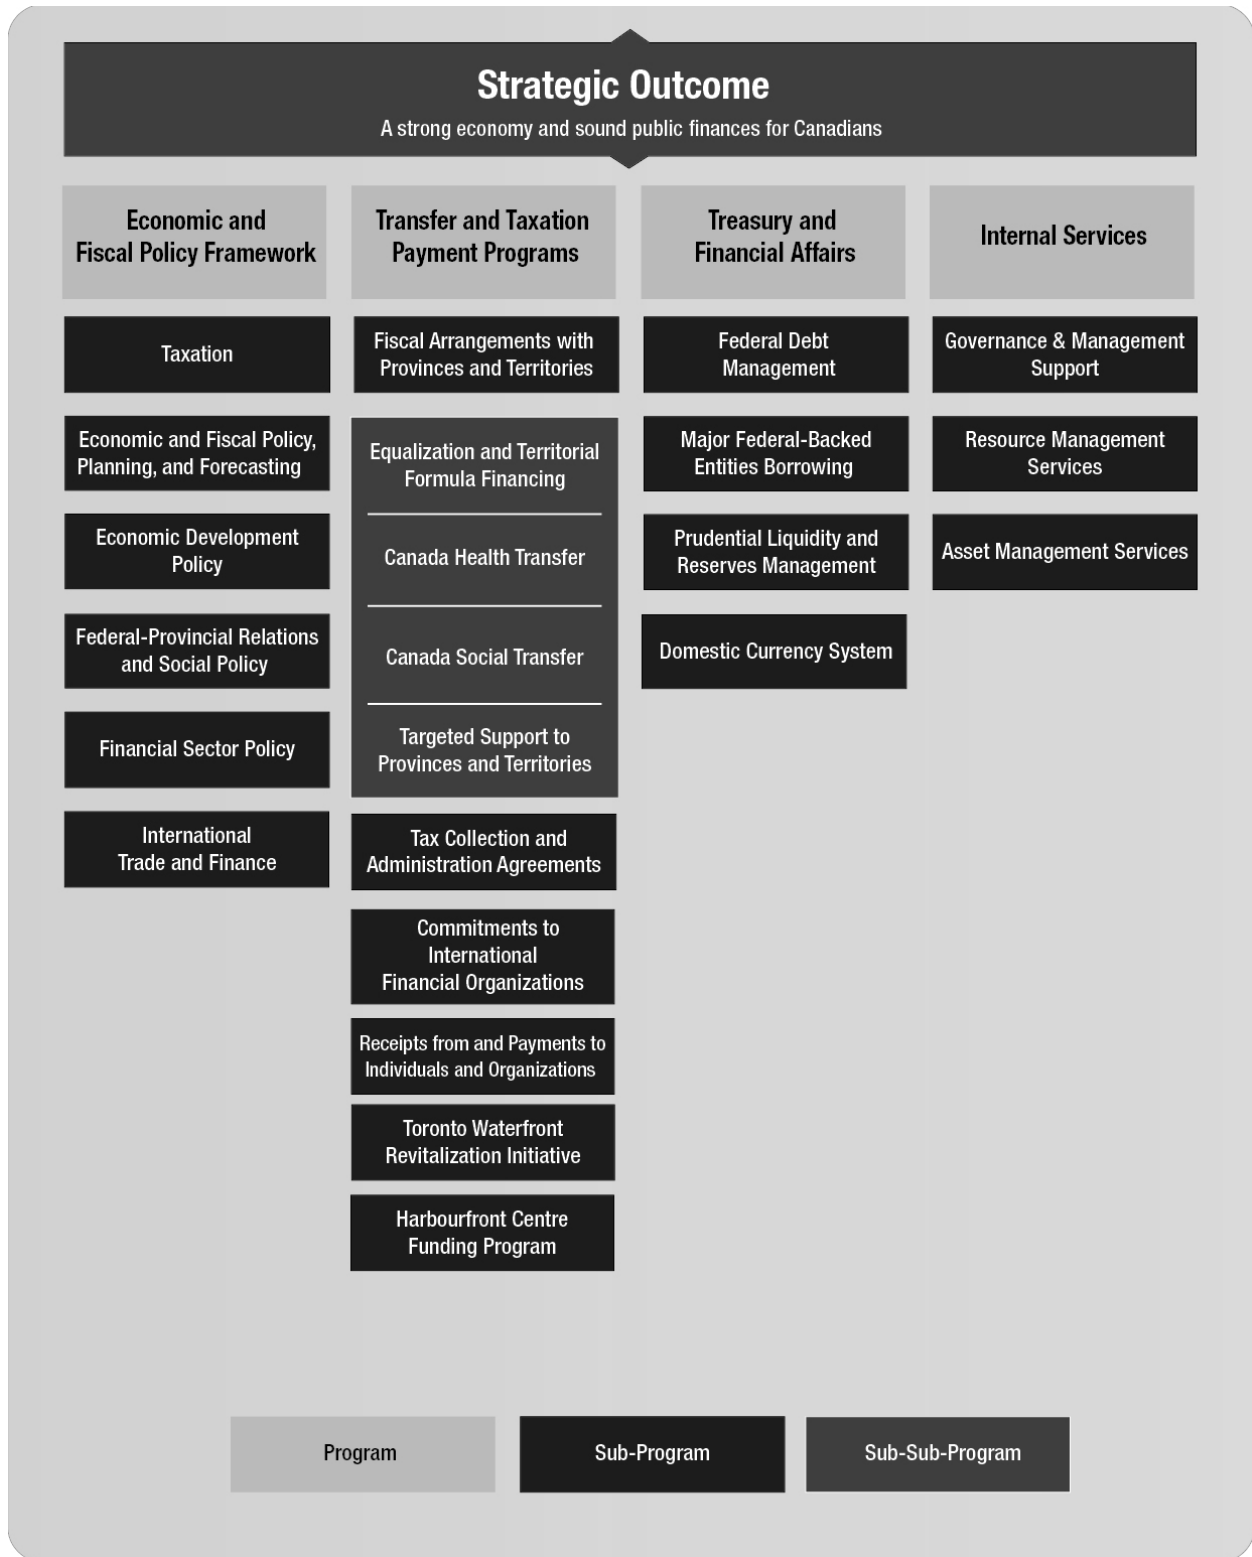 Strategic Outcome
A strong economy and sound public finances for Canadians
Economic and
Fiscal Policy Framework
Taxation
Economic and Fiscal Policy,
Planning, and Forecasting
Economic Development
Policy
Federal-Provincial Relations
and Social Policy
Financial Sector Policy
International
Trade and Finance
Transfer and Taxation
Payment Programs
Fiscal Arrangements with
Provinces and Territories
Equalization and Territorial
Formula Financing
Canada Health Transfer
Canada Social Transfer
Targeted Support to
Provinces and Territories
Tax Collection and
Administration Agreements
Commitments to
International
Financial Organizations
Receipts from and Payments to
Individuals and Organizations
Toronto Waterfront
Revitalization Initiative
Harbourfront Centre
Funding Program
Treasury and
Financial Affairs
Federal Debt
Management
Major Federal-Backed
Entities Borrowing
Prudential Liquidity and
Reserves Management
Domestic Currency System
Internal Services
Governance & Management
Support
Resource Management
Services
Asset Management Services
Program
Sub-Program
Sub-Sub-Program